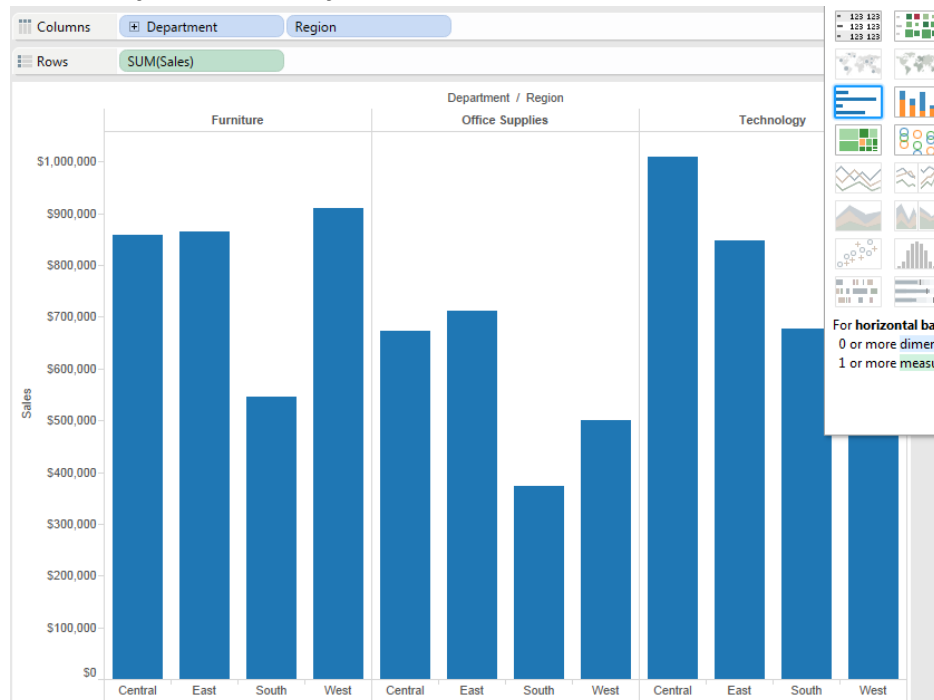 Columns
Department
Region
Rows
SUM(Sales)
123 123
123 123
123 123
Department / Region
Furniture
Office Supplies
Technology
$1,000,000
$900,000
$800,000
$700,000
$600,000
$500,000
$400,000
$300,000
$200,000
$100,000
$0
Sales
Central East South West Central East South West Central East South West
For horizontal ba
0 or more dimen
1 or more measu